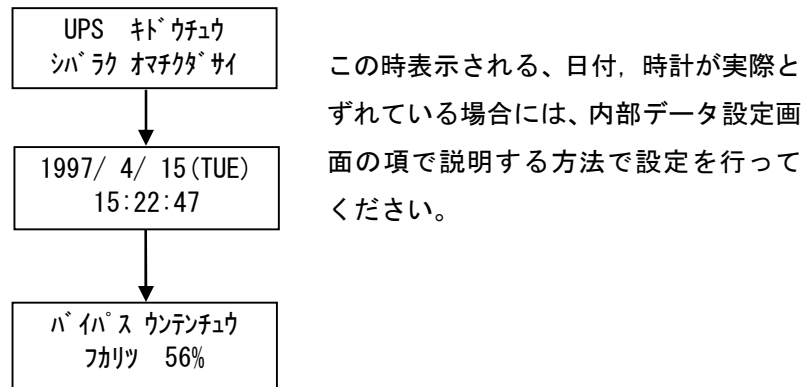 UPS ｷﾄﾞｳﾁｭｳ
ｼﾊﾞﾗｸ ｵﾏﾁｸﾀﾞｻｲ
1997/ 4/ 15(TUE)
15:22:47
ﾊﾞｲﾊﾟｽ ｳﾝﾃﾝﾁｭｳ
ﾌｶﾘﾂ 56%
この時表示される、日付，時計が実際と
ずれている場合には、内部データ設定画
面の項で説明する方法で設定を行って
ください。